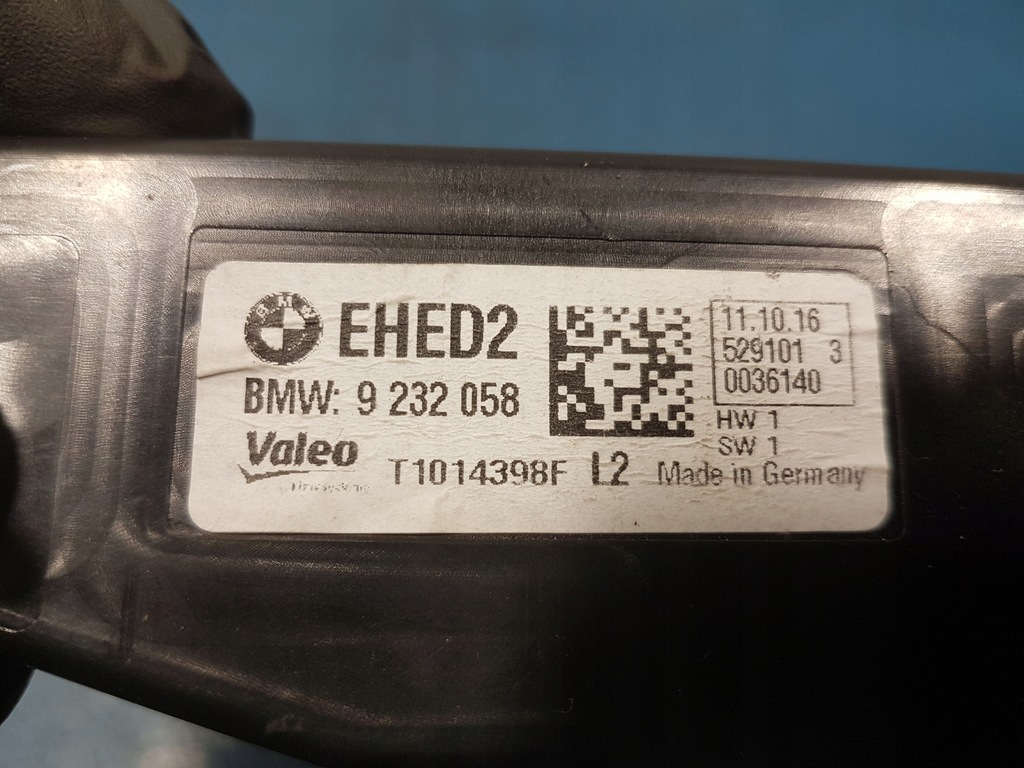 BMW
EHED2
BMW: 9 232 058
Valeo
T1014398F L2
11.10.16
529101 3
0036140
HW 1
SW 1
Made in Germany